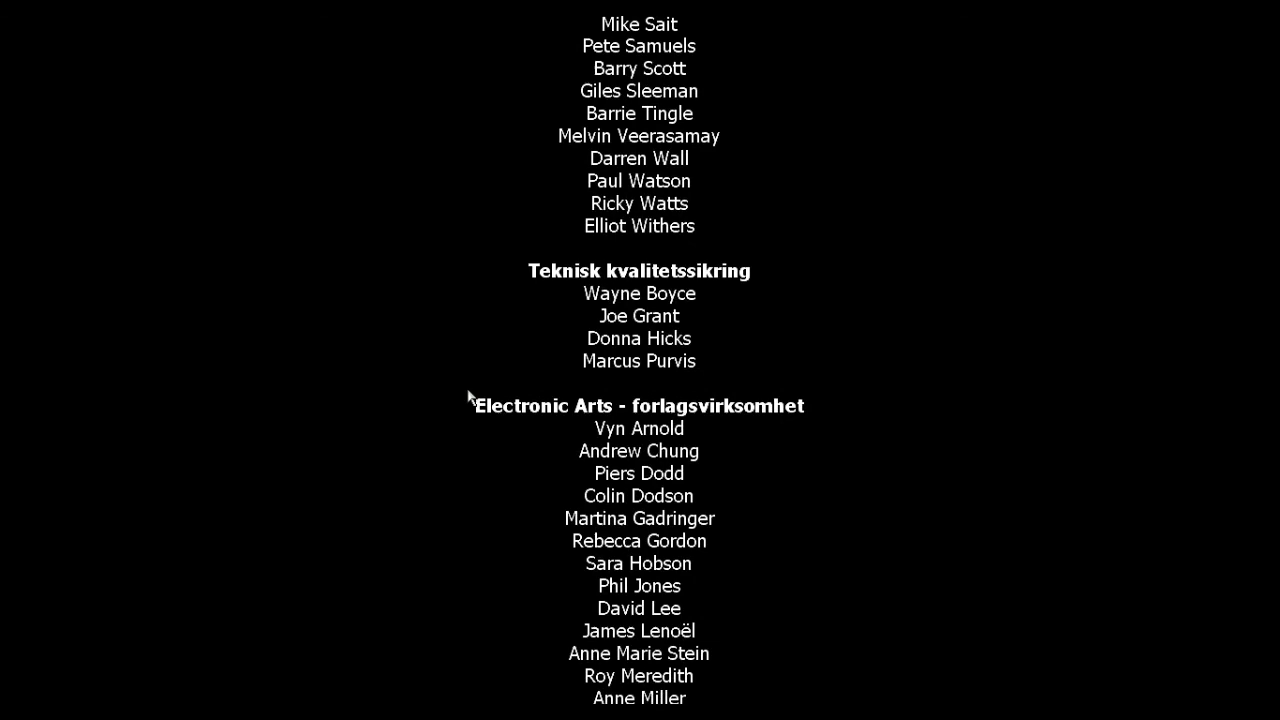 Mike Sait
Pete Samuels
Barry Scott
Giles Sleeman
Barrie Tingle
Melvin Veerasamay
Darren Wall
Paul Watson
Ricky Watts
Elliot Withers
Teknisk kvalitetssikring
Wayne Boyce
Joe Grant
Donna Hicks
Marcus Purvis
Electronic Arts - forlagsvirksomhet
Vyn Arnold
Andrew Chung
Piers Dodd
Colin Dodson
Martina Gadringer
Rebecca Gordon
Sara Hobson
Phil Jones
David Lee
James Lenoël
Anne Marie Stein
Roy Meredith
Anne Miller